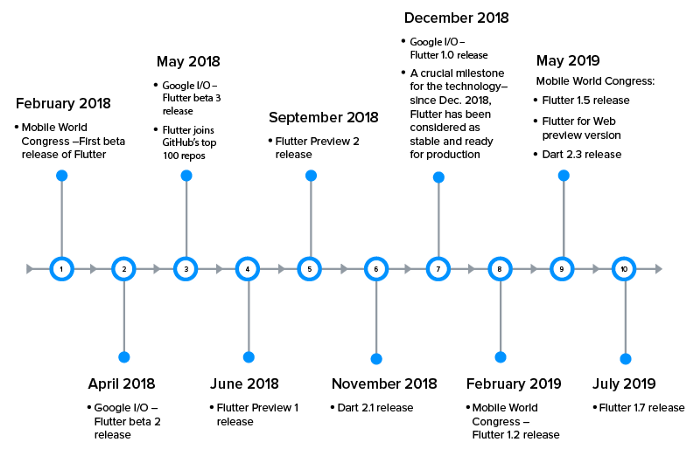 February 2018
• Mobile World
Congress –First beta
release of Flutter
May 2018
• Google I/O –
Flutter beta 3
release
• Flutter joins
GitHub's top
100 repos
September 2018
• Flutter Preview 2
release
December 2018
• Google I/O –
Flutter 1.0 release
• A crucial milestone
for the technology–
since Dec. 2018,
Flutter has been
considered as
stable and ready
for production
May 2019
Mobile World Congress:
• Flutter 1.5 release
• Flutter for Web
preview version
• Dart 2.3 release
1
2
3
4
5
6
7
8
9
10
April 2018
• Google I/O –
Flutter beta 2
release
June 2018
• Flutter Preview 1
release
November 2018
• Dart 2.1 release
February 2019
• Mobile World
Congress –
Flutter 1.2 release
July 2019
• Flutter 1.7 release